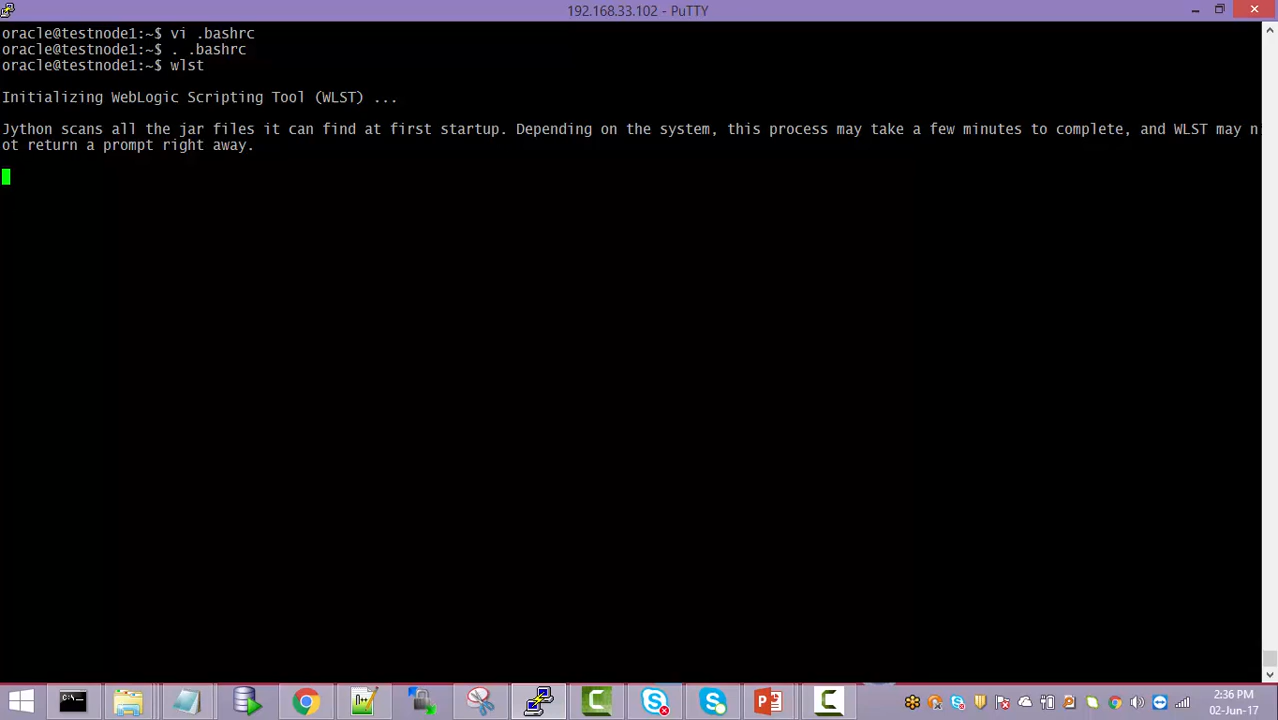 192.168.33.102 - PuTTY
oracle@testnode1:~$ vi .bashrc
oracle@testnode1:~$ . .bashrc
oracle@testnode1:~$ wlst
Initializing WebLogic Scripting Tool (WLST) ...
Jython scans all the jar files it can find at first startup. Depending on the system, this process may take a few minutes to complete, and WLST may n
ot return a prompt right away.
2:36 PM
02-Jun-17